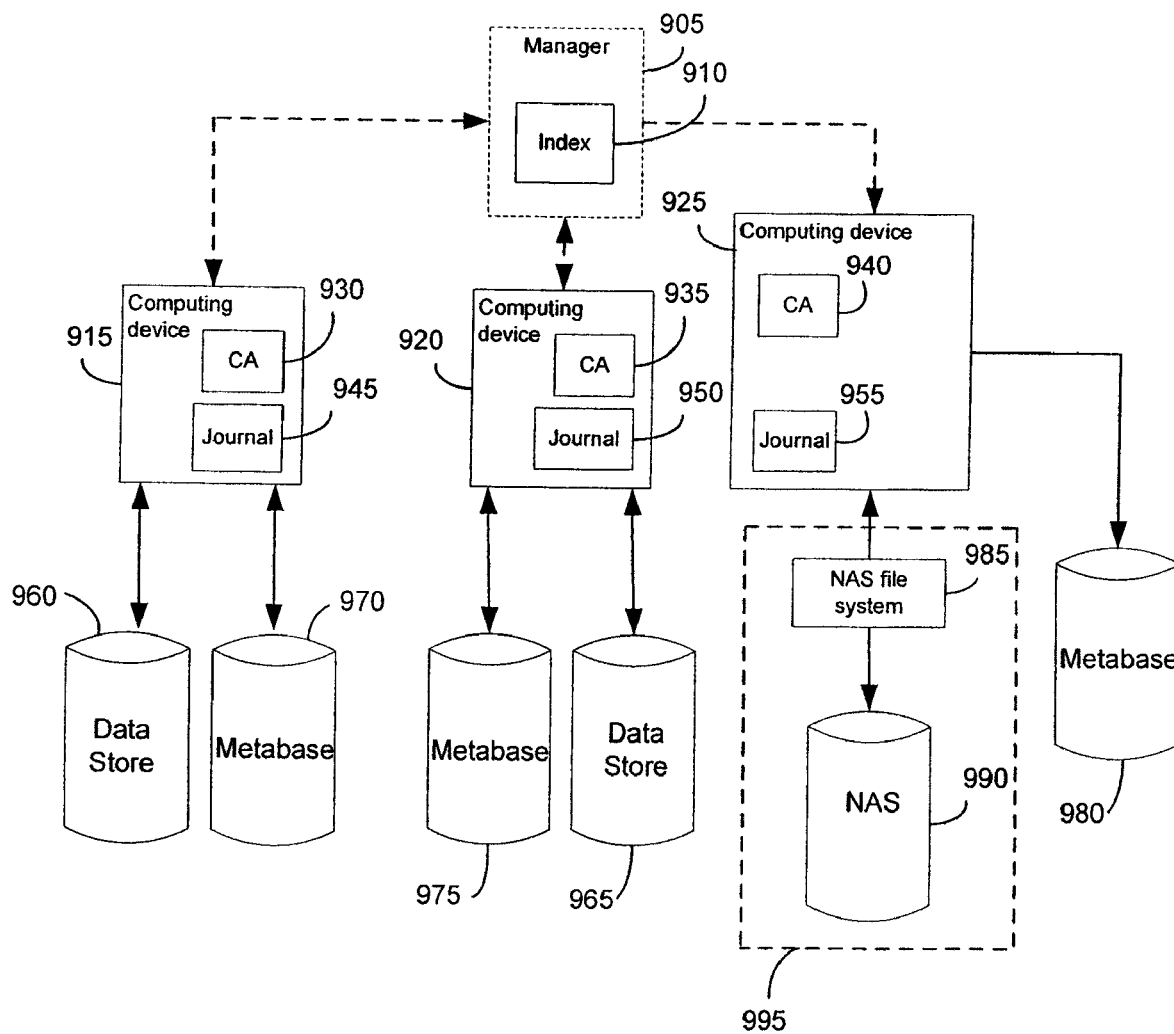 905
Manager
910
Index
925
Computing device
940
CA
955
Journal
930
Computing
device
915
CA
945
Journal
935
Computing
device
920
CA
950
Journal
985
NAS file
system
960
970
Data
Store
Metabase
Metabase
Data
Store
975
965
NAS
990
Metabase
980
995